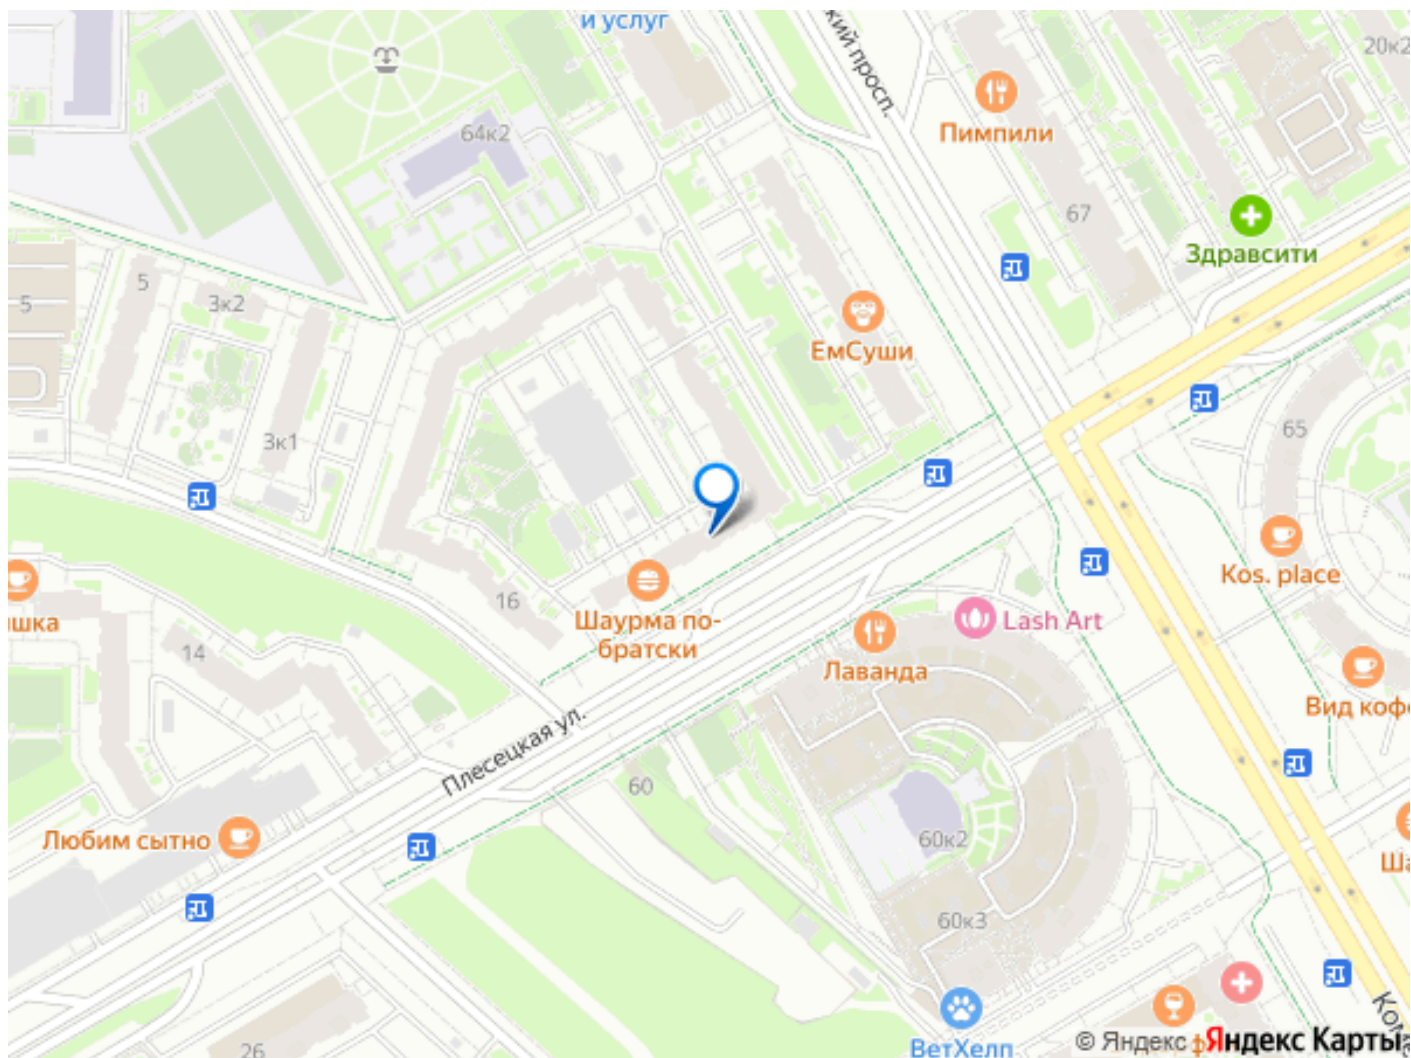 и услуг
кий просп.
20к2
Пимпили
64к2
67
Здравсити
5
3к2
5
ЕмСуши
3к1
65
Kos. place
16
Шаурма по-
братски
Lash Art
ишка
14
Лаванда
Вид кофе
Плесецкая ул.
60
Любим сытно
60к2
Ша
60к3
26
ВетХелп
Ком
© Яндекс
Яндекс Карты